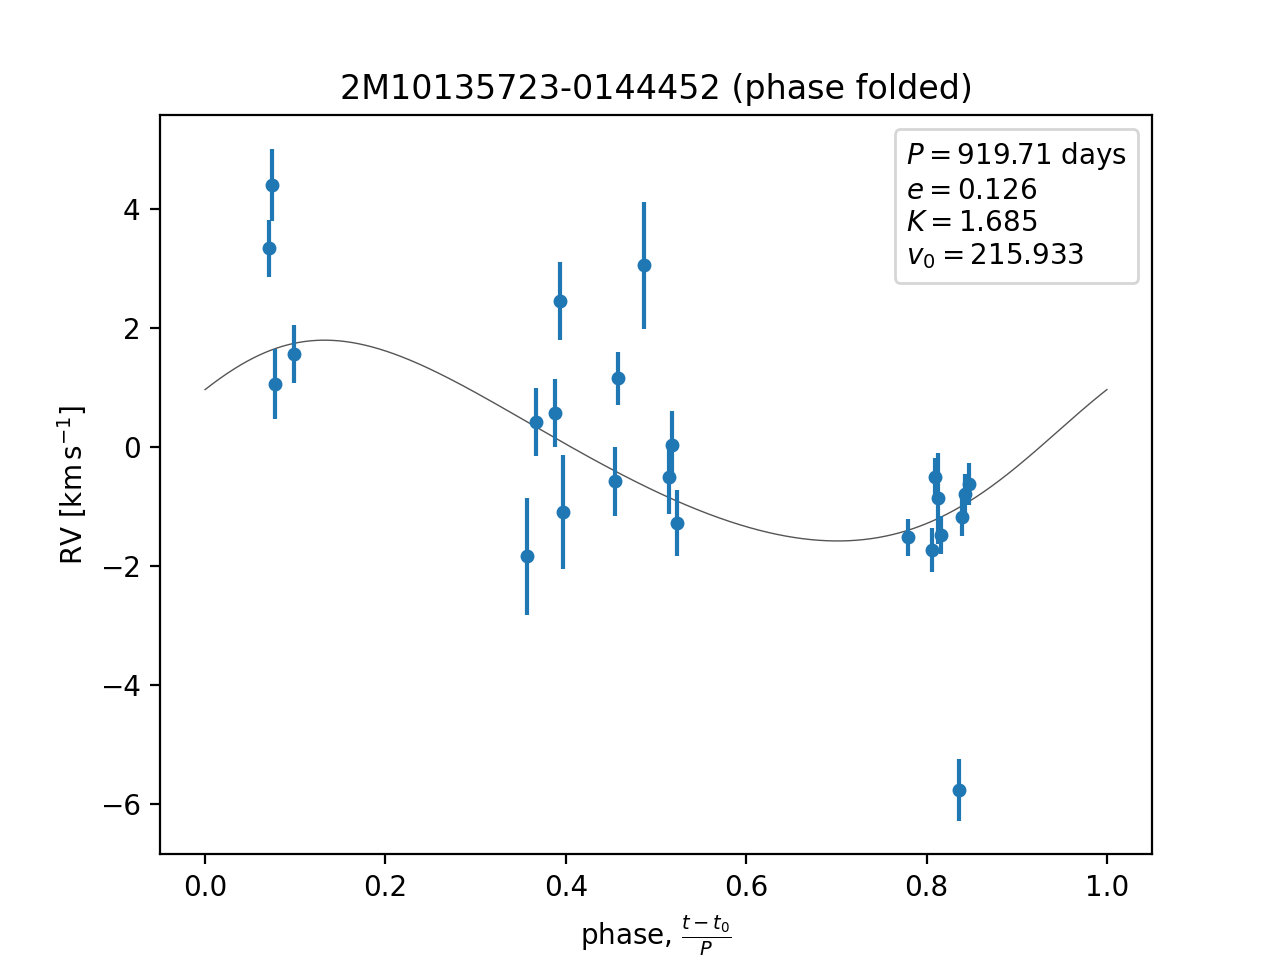 2M10135723-0144452 (phase folded)
P = 919.71 days
e = 0.126
K = 1.685
v₀ = 215.933
RV [km s⁻¹]
4
2
0
−2
−4
−6
0.0 0.2 0.4 0.6 0.8 1.0
phase, (t − t₀)/P